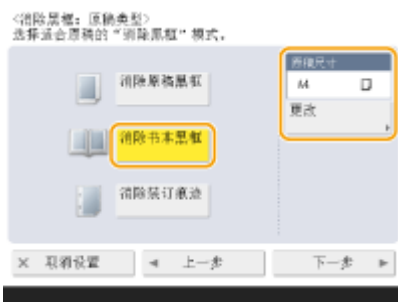 <消除黑框：原稿类型>
选择适合原稿的“消除黑框”模式。
原稿尺寸
消除原稿黑框
A4
更改
消除书本黑框
消除装订痕迹
× 取消设置
上一步
下一步